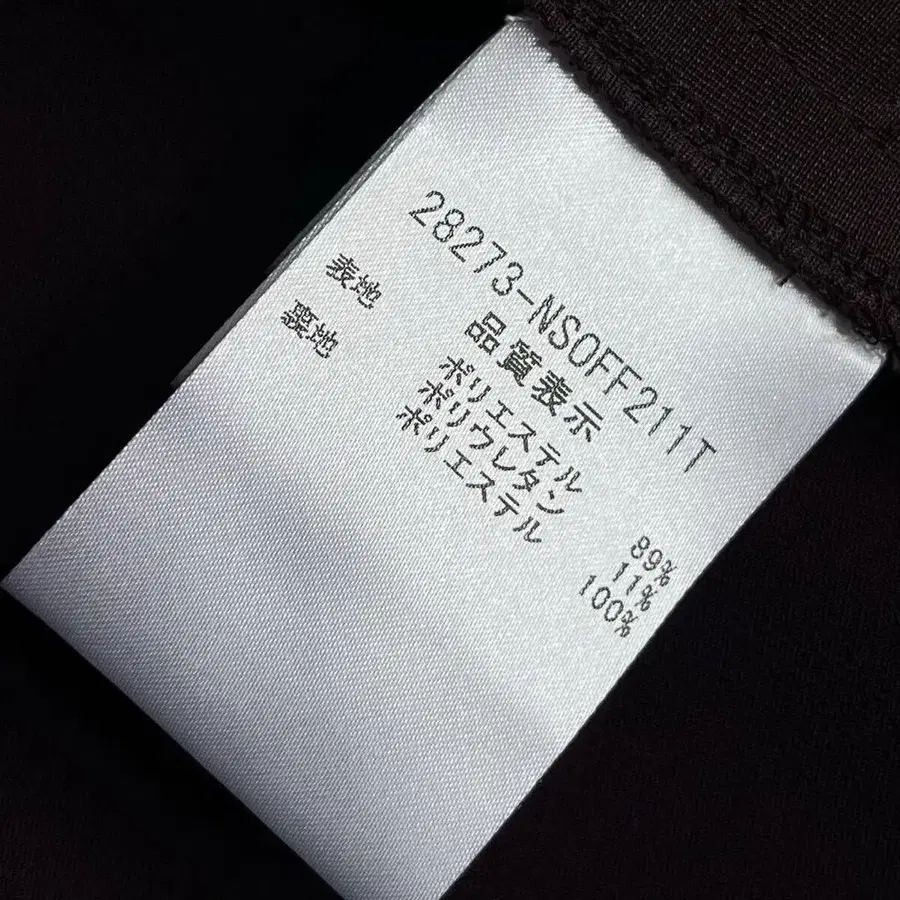 28273-NSOFF211T
品質表示
表地 ポリエステル 89%
ポリウレタン 11%
裏地 ポリエステル 100%